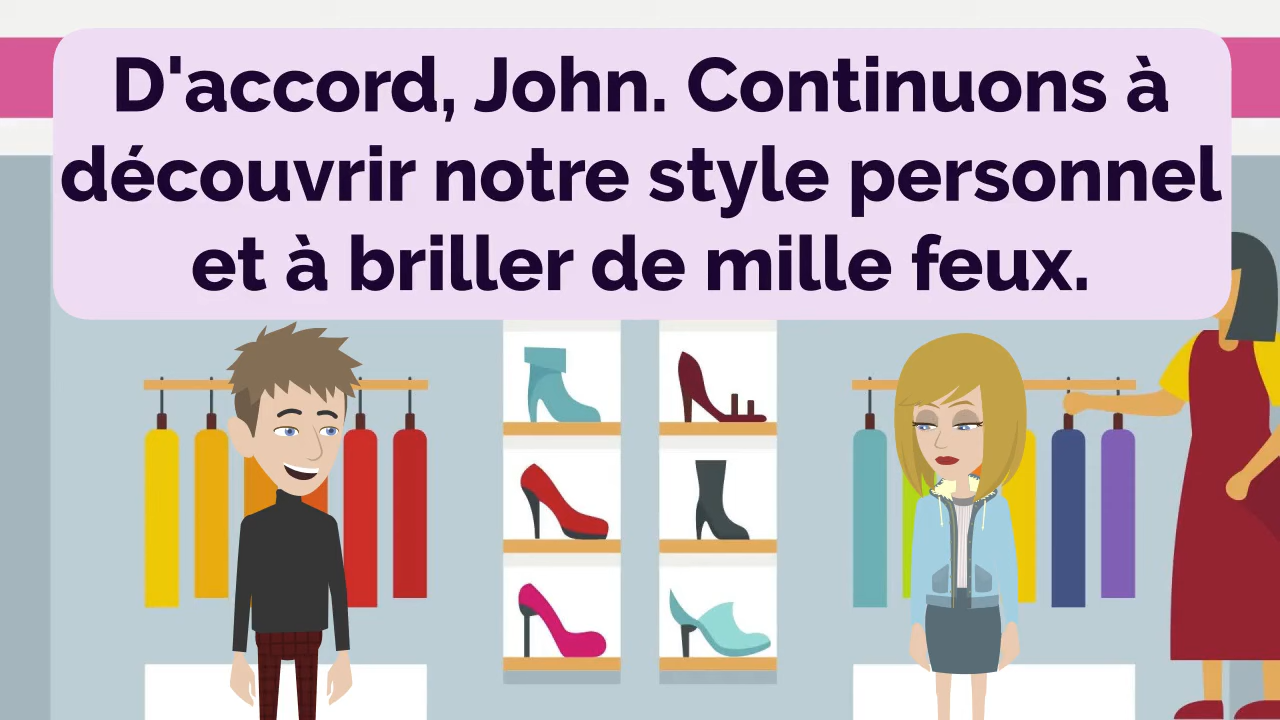 D'accord, John. Continuons à
découvrir notre style personnel
et à briller de mille feux.